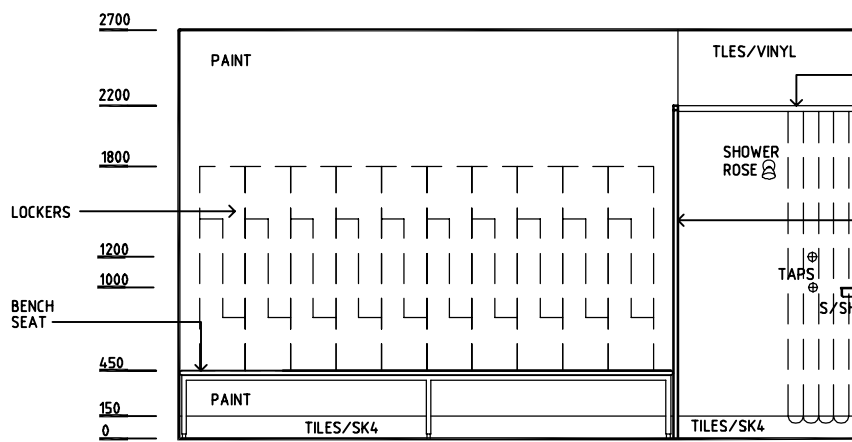 2700
PAINT
TLES/VINYL
2200
1800
SHOWER
ROSE
LOCKERS
1200
TAPS
1000
S/SH
BENCH
SEAT
450
PAINT
150
TILES/SK4
TILES/SK4
0